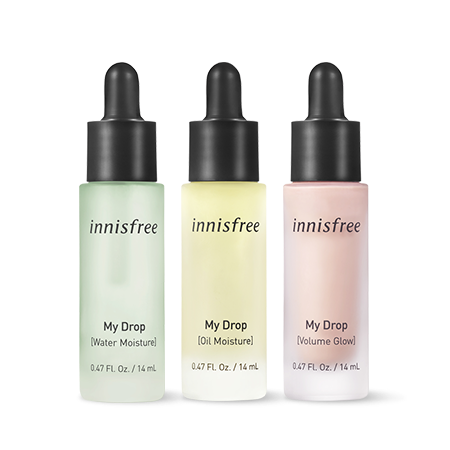 innisfree
My Drop
[Water Moisture]
0.47 Fl. Oz. / 14 mL
innisfree
My Drop
[Oil Moisture]
0.47 Fl. Oz. / 14 mL
innisfree
My Drop
[Volume Glow]
0.47 Fl. Oz. / 14 mL